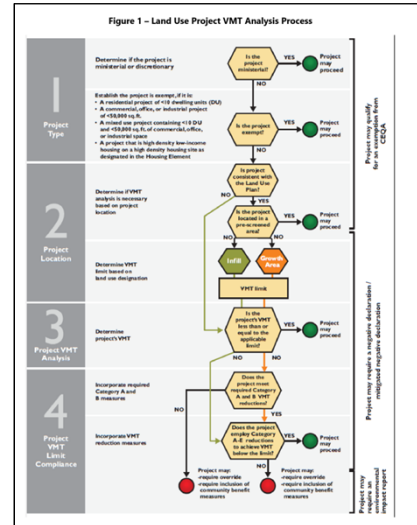 Figure 1 – Land Use Project VMT Analysis Process
1
Project
Type
Determine if the project is
ministerial or discretionary
Is the
project
ministerial?
YES
Project
may
proceed
NO
Establish the project is exempt, if it is:
• A residential project of <10 dwelling units (DU)
• A commercial, office, or industrial project
of <50,000 sq. ft.
• A mixed use project containing <10 DU
and <50,000 sq. ft. of commercial, office,
or industrial space
• A project that is high density low-income
housing on a high density housing site as
designated in the Housing Element
Is the
project exempt?
YES
Project
may
proceed
NO
Project may qualify
for an exemption from
CEQA
2
Project
Location
Determine if VMT
analysis is necessary
based on project
location
Is project
consistent with
the Land Use
Plan?
NO
YES
Is the project
located in a
pre-screened
area?
YES
Project
may
proceed
NO
NO
Determine VMT
limit based on
land use designation
Infill
Growth
Area
VMT limit
3
Project VMT
Analysis
Determine
project's VMT
Is the
project's VMT
less than or
equal to the
applicable
limit?
YES
Project
may
proceed
NO
NO
Project may require a negative declaration /
mitigated negative declaration
4
Project
VMT
Limit
Compliance
Incorporate required
Category A and
B measures
Does the
project meet
required Category
A and B VMT
reductions?
NO
YES
Incorporate VMT
reduction measures
Does the project
employ Category
A-E reductions
to achieve VMT
below the limit?
YES
Project
may
proceed
NO
Project may:
-require override
-require inclusion of
community benefit
measures
Project may:
-require override
-require inclusion of
community benefit
measures
Project may
require an
environmental
impact report